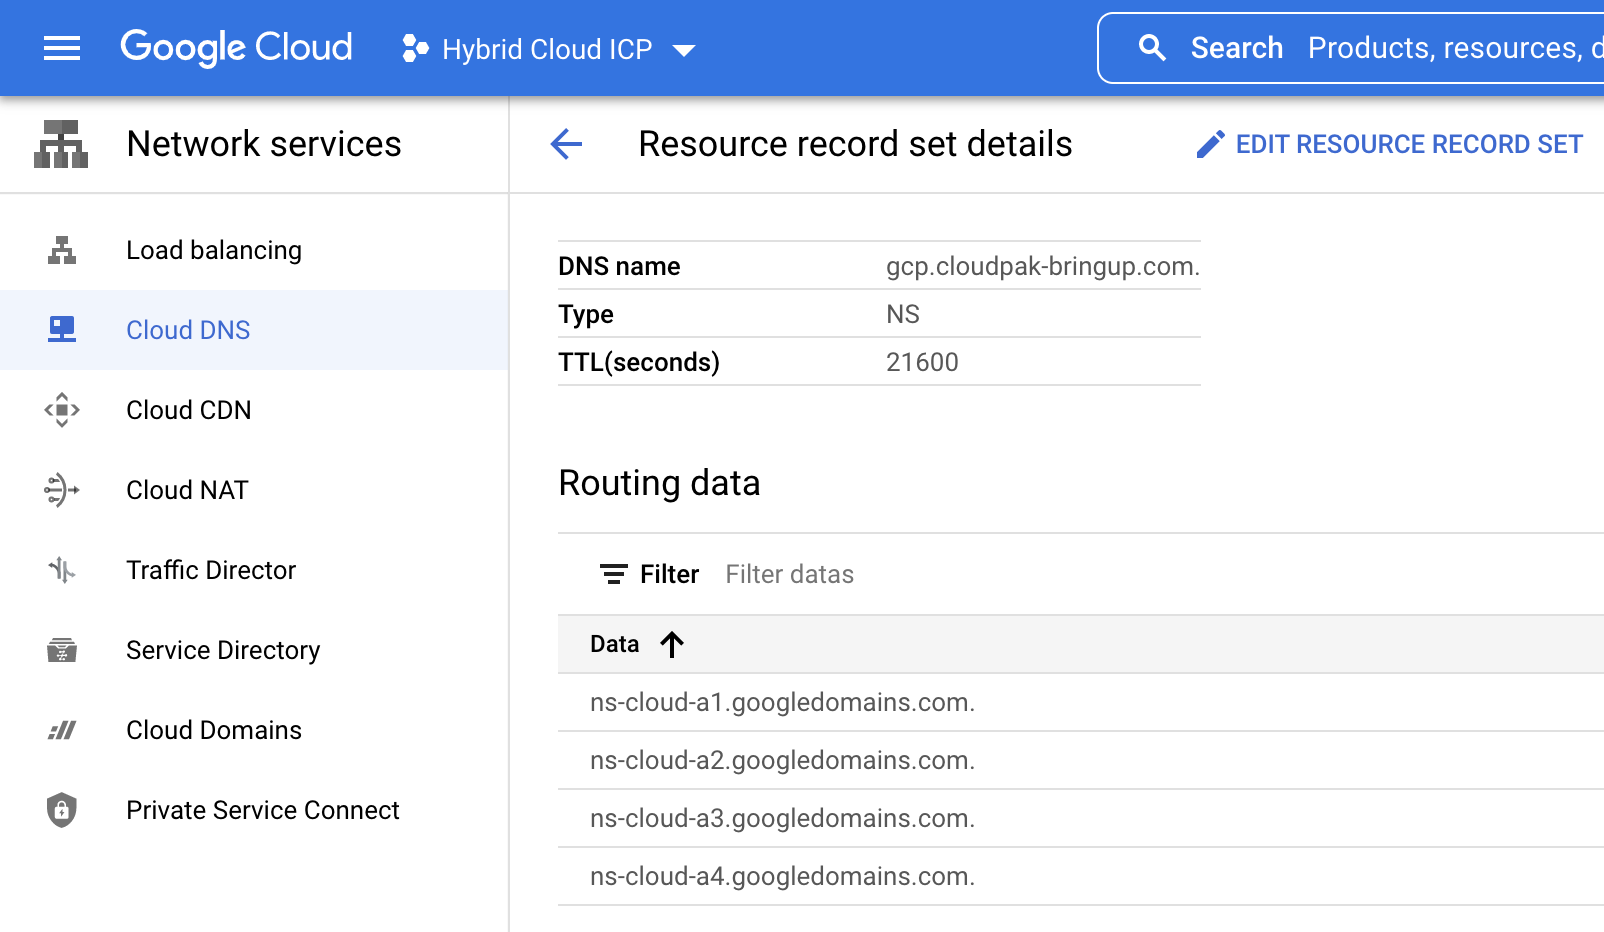 Google Cloud
Hybrid Cloud ICP
Search Products, resources, d
Network services
Resource record set details
EDIT RESOURCE RECORD SET
Load balancing
Cloud DNS
Cloud CDN
Cloud NAT
Traffic Director
Service Directory
Cloud Domains
Private Service Connect
DNS name gcp.cloudpak-bringup.com.
Type NS
TTL(seconds) 21600
Routing data
Filter Filter datas
Data
ns-cloud-a1.googledomains.com.
ns-cloud-a2.googledomains.com.
ns-cloud-a3.googledomains.com.
ns-cloud-a4.googledomains.com.